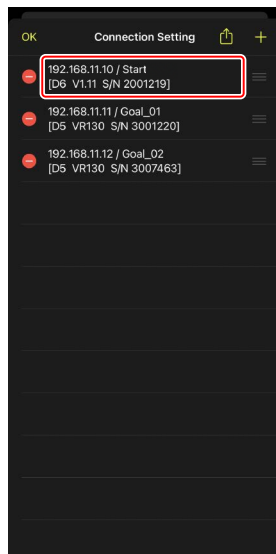 OK Connection Setting +
192.168.11.10 / Start
[D6 V1.11 S/N 2001219]
192.168.11.11 / Goal_01
[D5 VR130 S/N 3001220]
192.168.11.12 / Goal_02
[D5 VR130 S/N 3007463]